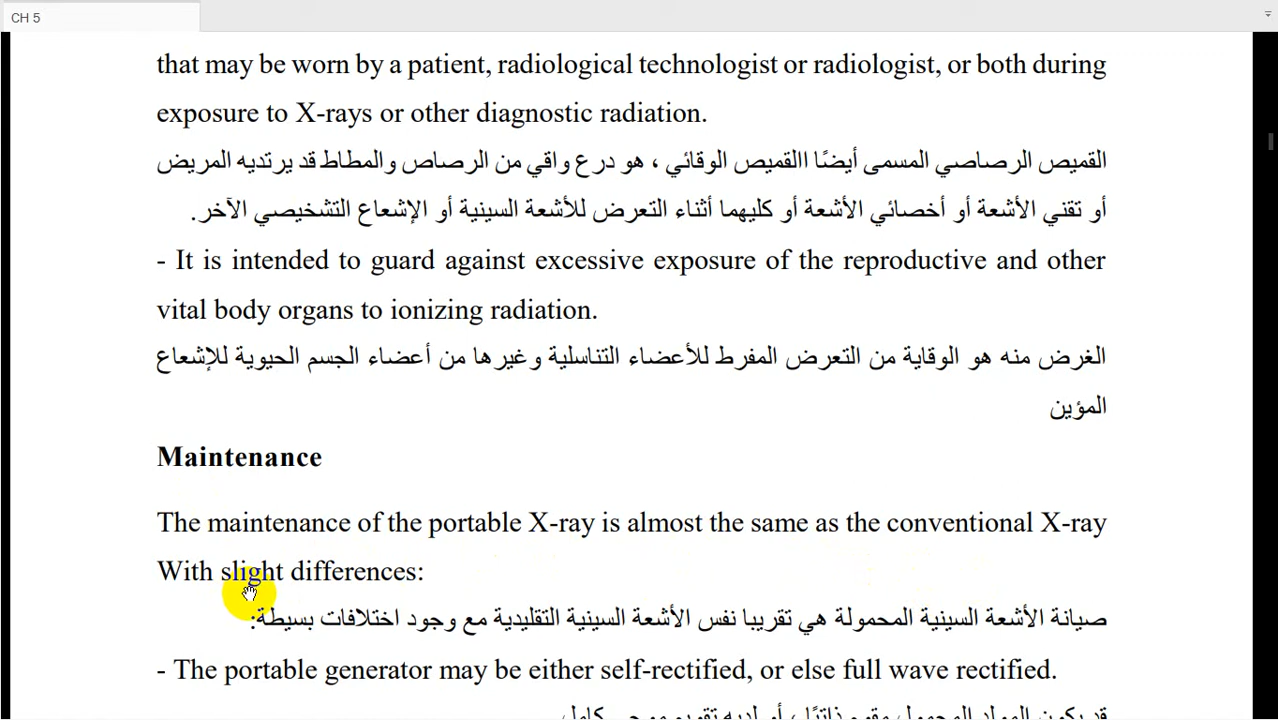 CH 5
that may be worn by a patient, radiological technologist or radiologist, or both during
exposure to X-rays or other diagnostic radiation.
القميص الرصاصي المسمى أيضًا االقميص الوقائي ، هو درع واقي من الرصاص والمطاط قد يرتديه المريض
أو تقني الأشعة أو أخصائي الأشعة أو كليهما أثناء التعرض للأشعة السينية أو الإشعاع التشخيصي الآخر.
- It is intended to guard against excessive exposure of the reproductive and other
vital body organs to ionizing radiation.
الغرض منه هو الوقاية من التعرض المفرط للأعضاء التناسلية وغيرها من أعضاء الجسم الحيوية للإشعاع
المؤين
Maintenance
The maintenance of the portable X-ray is almost the same as the conventional X-ray
With slight differences:
صيانة الأشعة السينية المحمولة هي تقريبا نفس الأشعة السينية التقليدية مع وجود اختلافات بسيطة:
- The portable generator may be either self-rectified, or else full wave rectified.